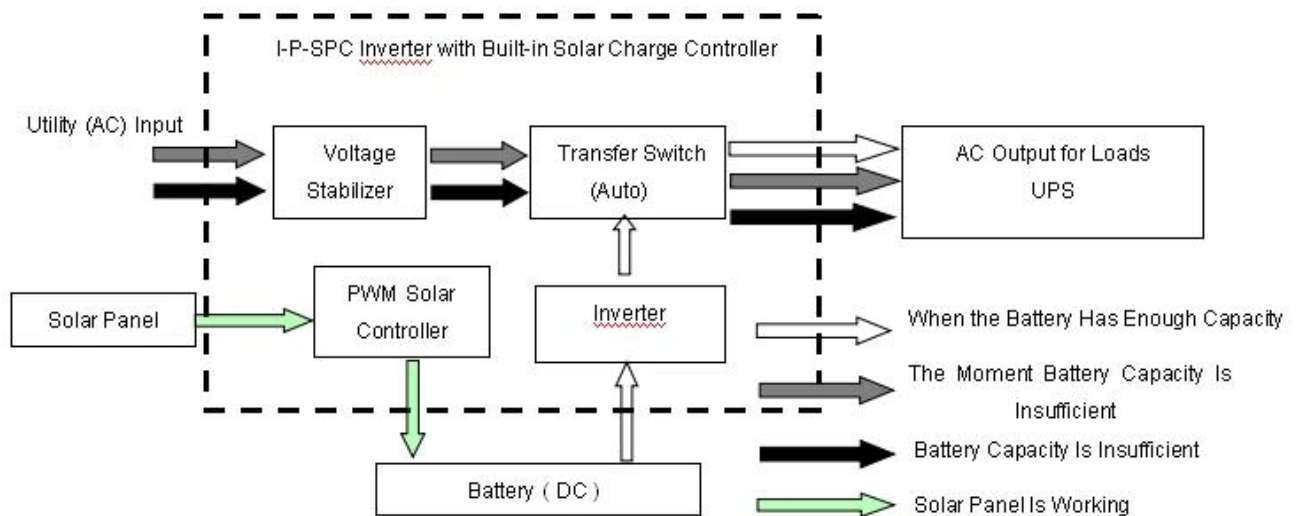 I-P-SPC Inverter with Built-in Solar Charge Controller
Utility (AC) Input
Voltage
Stabilizer
Transfer Switch
(Auto)
AC Output for Loads
UPS
Solar Panel
PWM Solar
Controller
Inverter
Battery ( DC )
When the Battery Has Enough Capacity
The Moment Battery Capacity Is
Insufficient
Battery Capacity Is Insufficient
Solar Panel Is Working